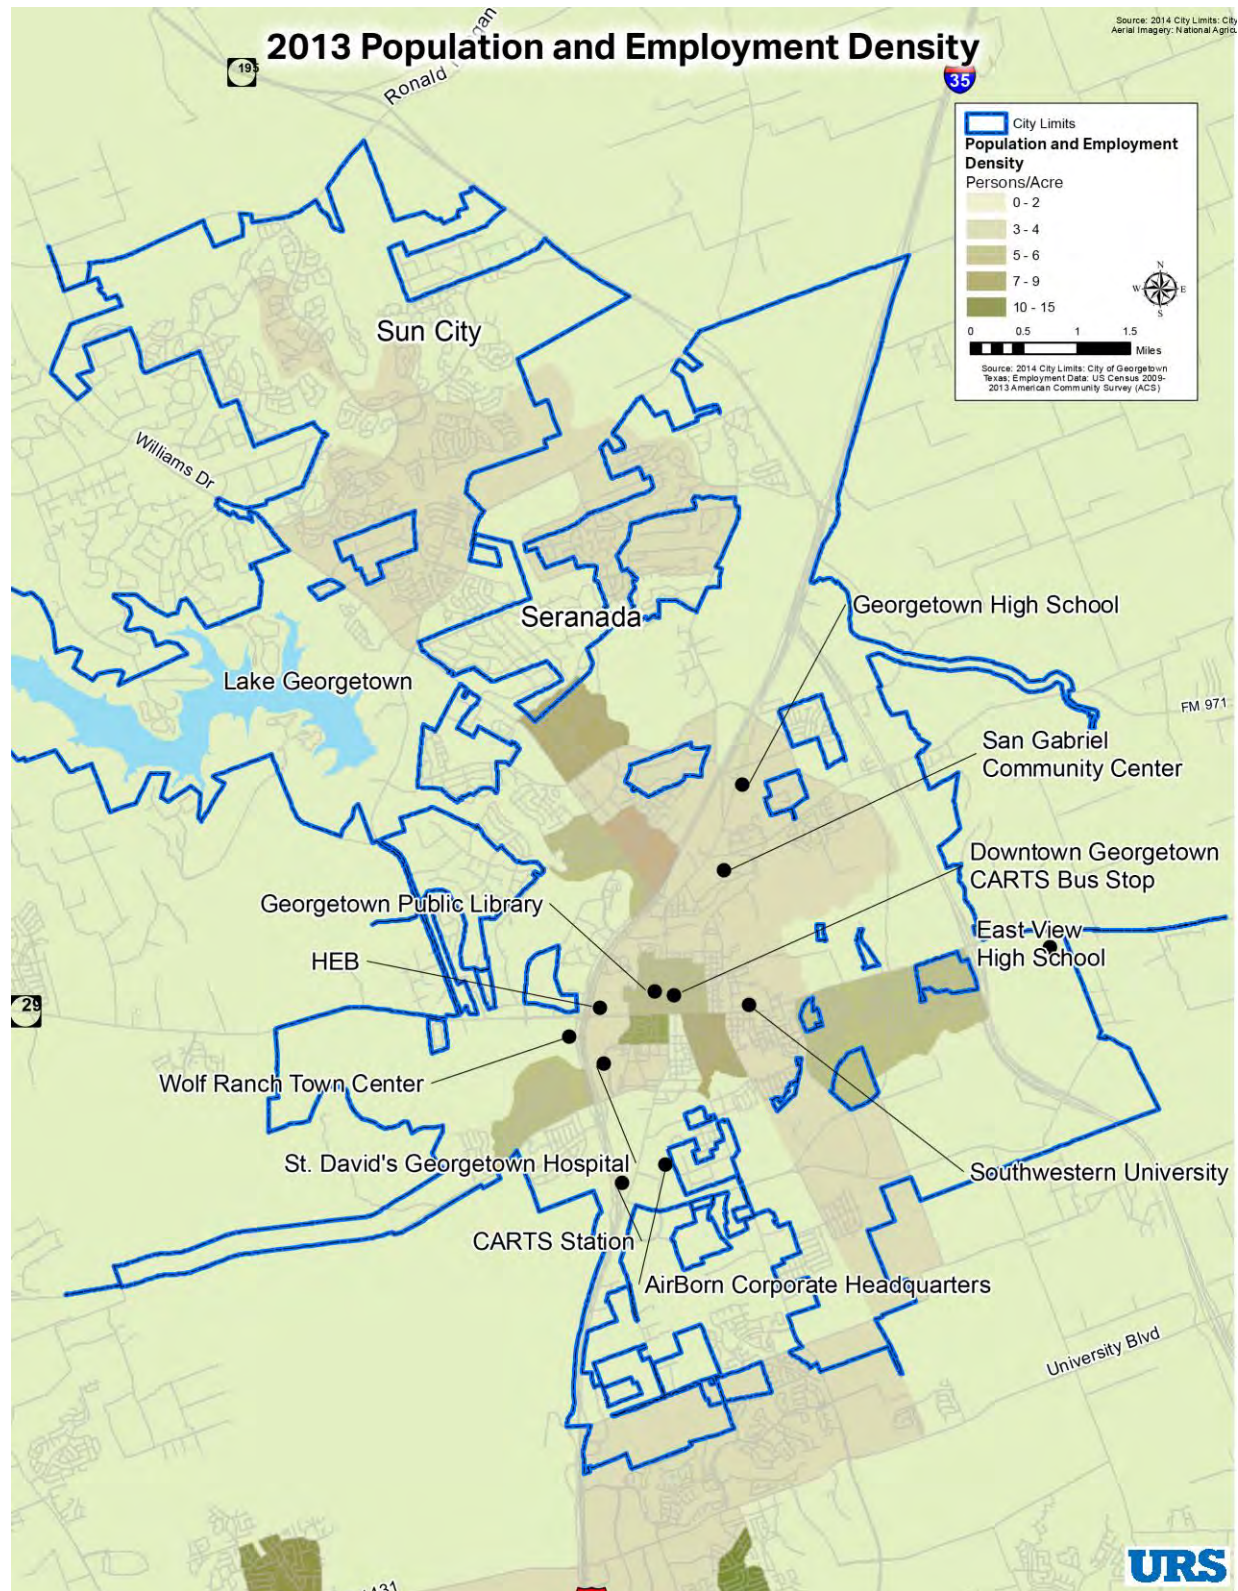 Source: 2014 City Limits: City
Aerial Imagery: National Agric
2013 Population and Employment Density
195
Ronald
35
City Limits
Population and Employment
Density
Persons/Acre
0 - 2
3 - 4
5 - 6
7 - 9
10 - 15
N
W
E
S
0
0.5
1
1.5
Miles
Source: 2014 City Limits: City of Georgetown
Texas; Employment Data: US Census 2009-
2013 American Community Survey (ACS)
Sun City
Williams Dr
Seranada
Georgetown High School
Lake Georgetown
FM 971
San Gabriel
Community Center
Downtown Georgetown
CARTS Bus Stop
Georgetown Public Library
East View
High School
HEB
29
Wolf Ranch Town Center
St. David's Georgetown Hospital
Southwestern University
CARTS Station
AirBorn Corporate Headquarters
University Blvd
URS